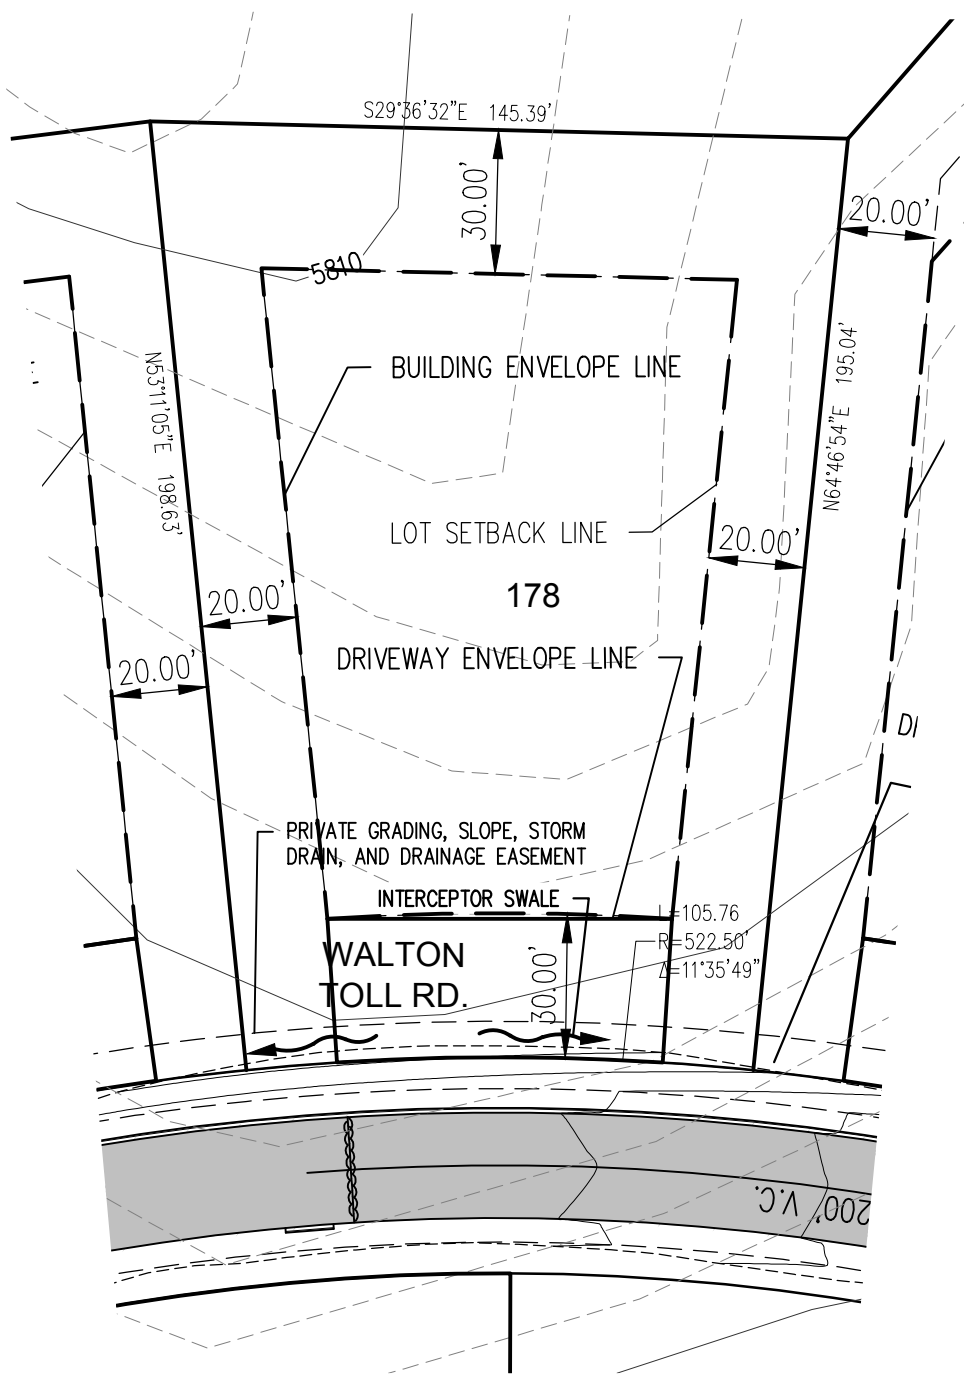 S29°36'32"E 145.39'
30.00'
20.00'
5810
N53°11'05"E 198.63'
BUILDING ENVELOPE LINE
N64°46'54"E 195.04'
LOT SETBACK LINE
20.00'
178
20.00'
DRIVEWAY ENVELOPE LINE
20.00'
PRIVATE GRADING, SLOPE, STORM
DRAIN, AND DRAINAGE EASEMENT
INTERCEPTOR SWALE
L=105.76
R=522.50'
Δ=11°35'49"
WALTON
TOLL RD.
30.00'
200' V.C.